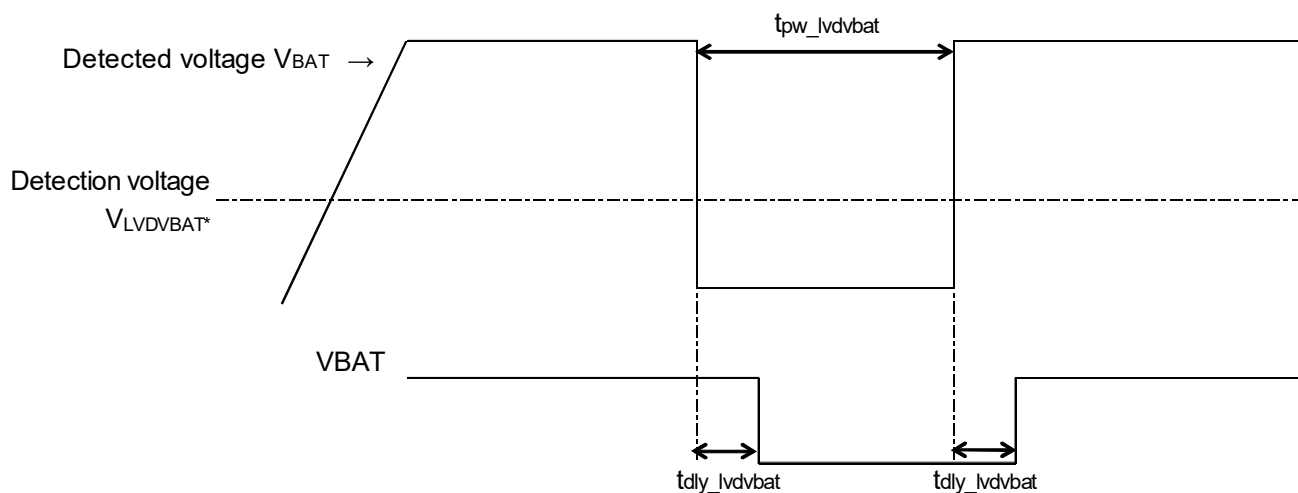 tpw_lvdvbat
Detected voltage VBAT →
Detection voltage
VLVDVBAT*
VBAT
tdly_lvdvbat
tdly_lvdvbat